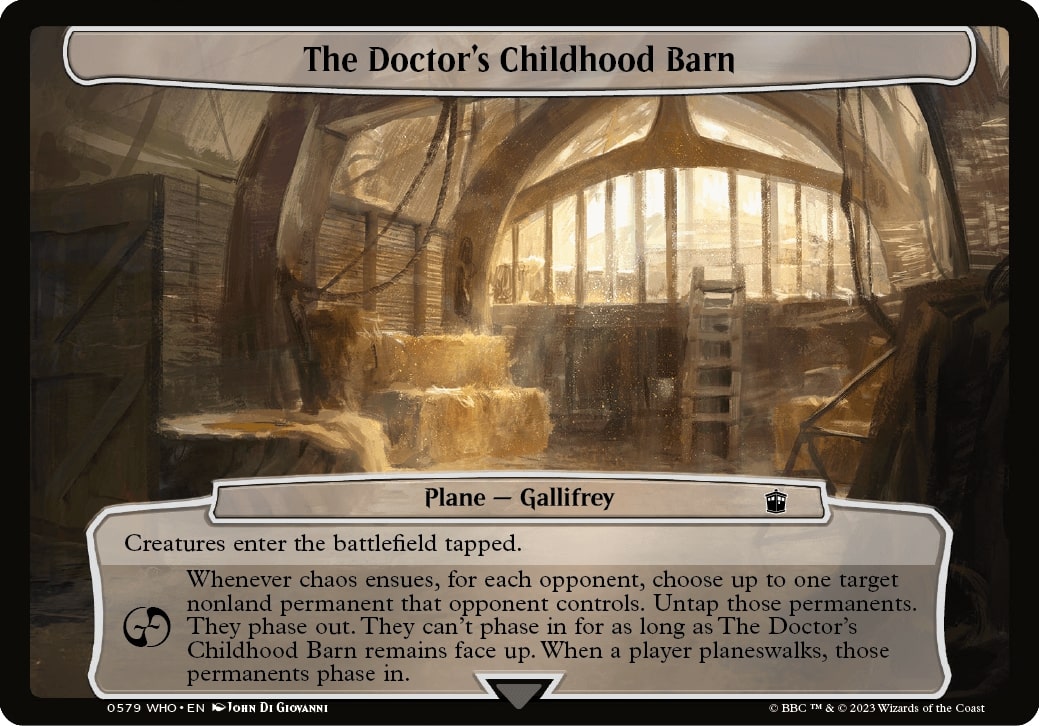 The Doctor's Childhood Barn
Plane — Gallifrey
Creatures enter the battlefield tapped.
Whenever chaos ensues, for each opponent, choose up to one target
nonland permanent that opponent controls. Untap those permanents.
They phase out. They can't phase in for as long as The Doctor's
Childhood Barn remains face up. When a player planeswalks, those
permanents phase in.
0579 WHO • EN John Di Giovanni
© BBC ™ & © 2023 Wizards of the Coast